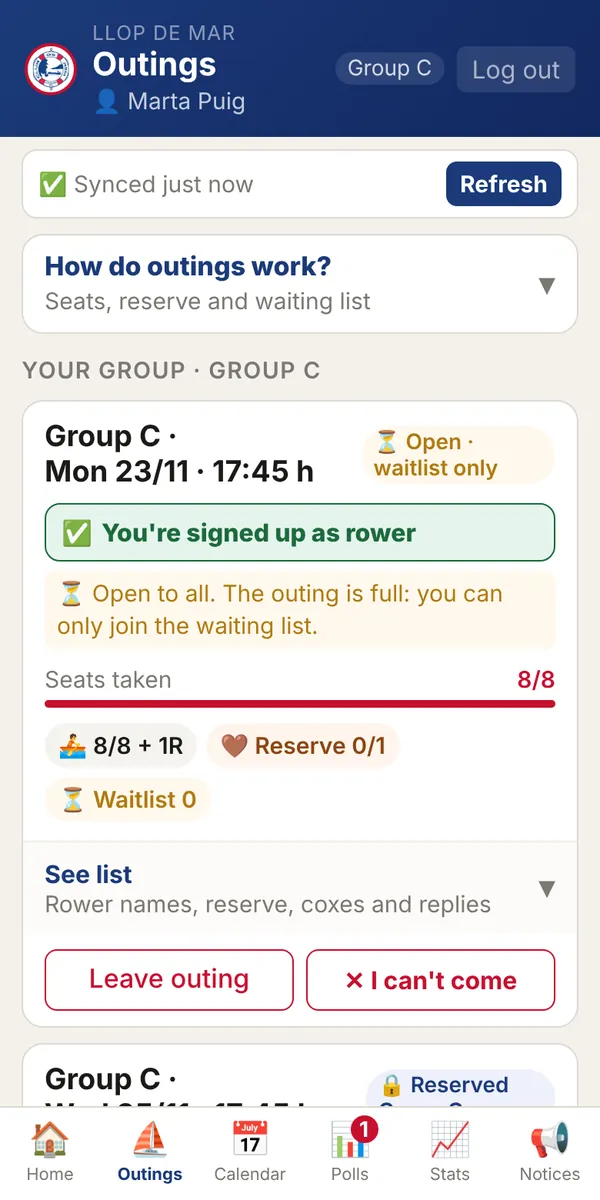 LLOP DE MAR
Outings
Marta Puig
Group C
Log out
Synced just now
Refresh
How do outings work?
Seats, reserve and waiting list
YOUR GROUP · GROUP C
Group C ·
Mon 23/11 · 17:45 h
Open ·
waitlist only
You're signed up as rower
Open to all. The outing is full: you can
only join the waiting list.
Seats taken
8/8
8/8 + 1R
Reserve 0/1
Waitlist 0
See list
Rower names, reserve, coxes and replies
Leave outing
✕ I can't come
Group C ·
Reserved
July
17
1
Home
Outings
Calendar
Polls
Stats
Notices